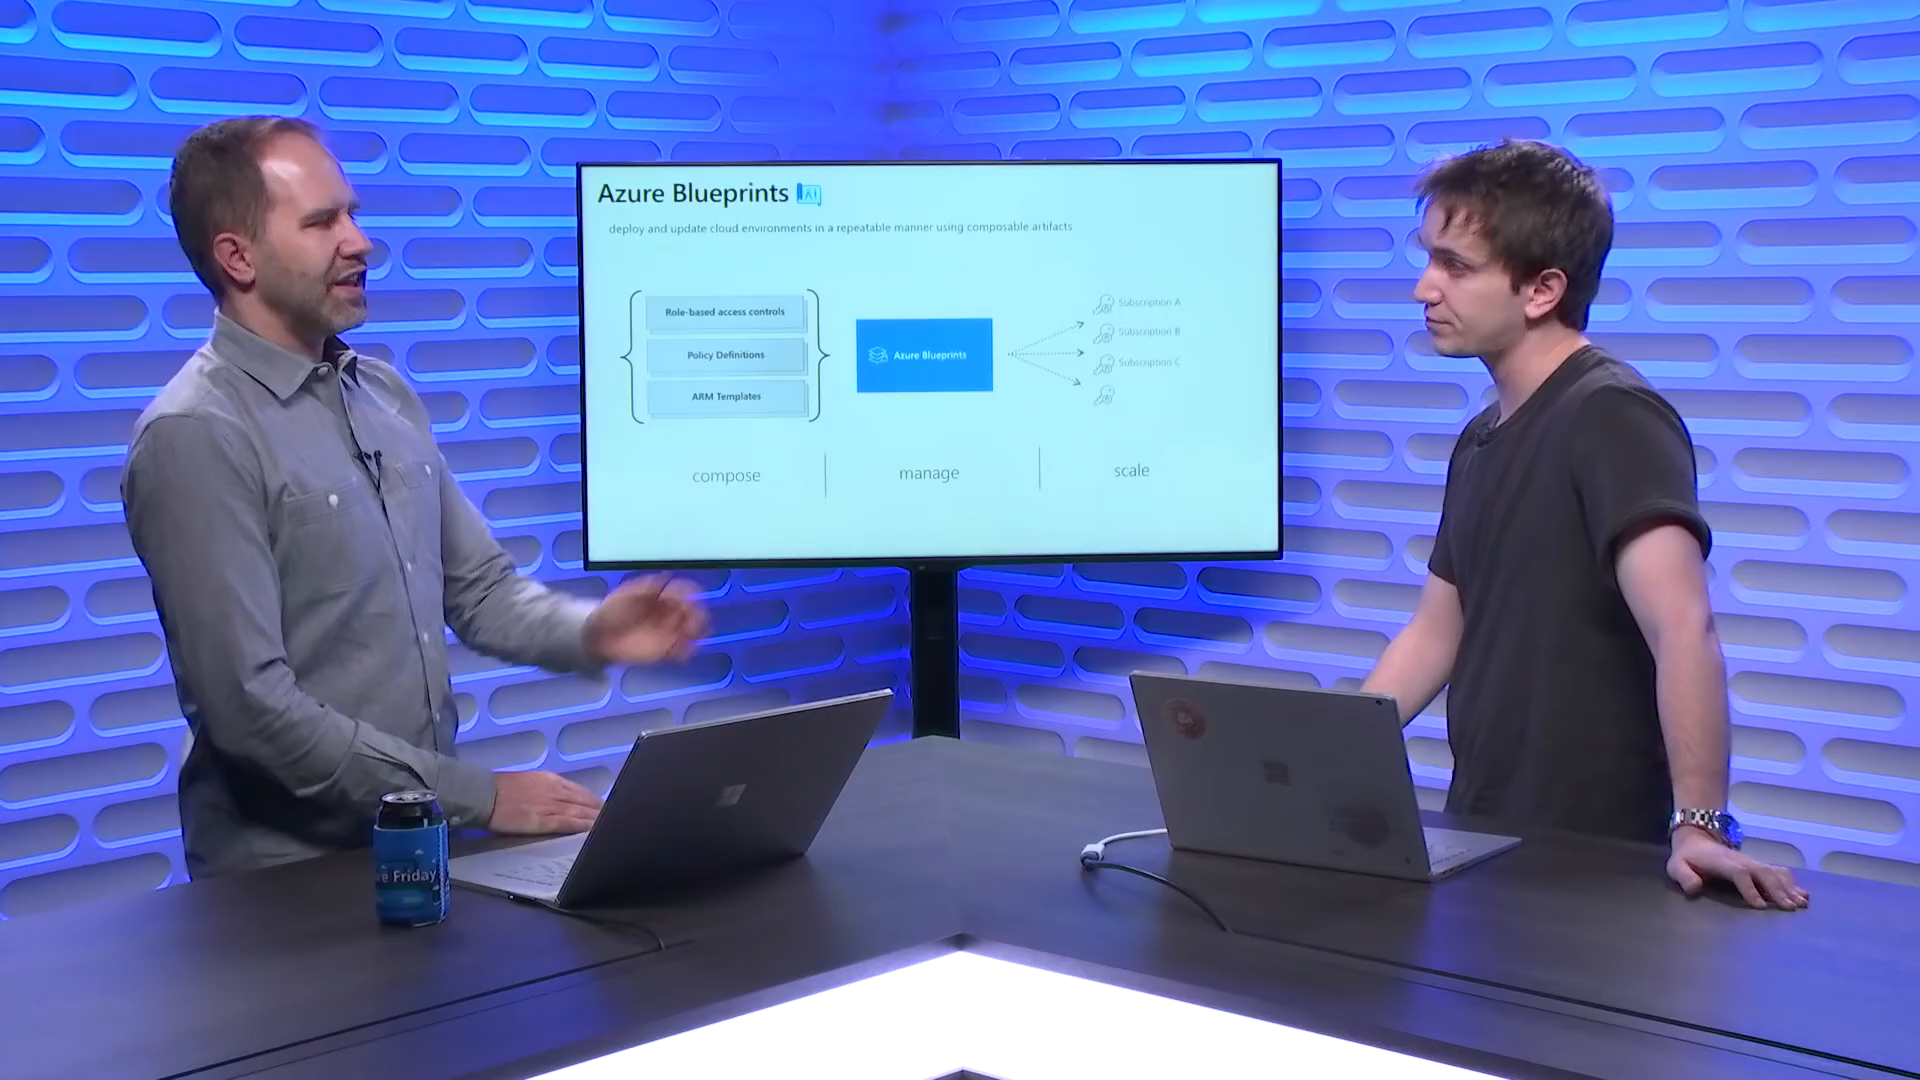 Azure Blueprints
deploy and update cloud environments in a repeatable manner using composable artifacts
Role-based access controls
Policy Definitions
ARM Templates
Azure Blueprints
Subscription A
Subscription B
Subscription C
compose
manage
scale
re Friday